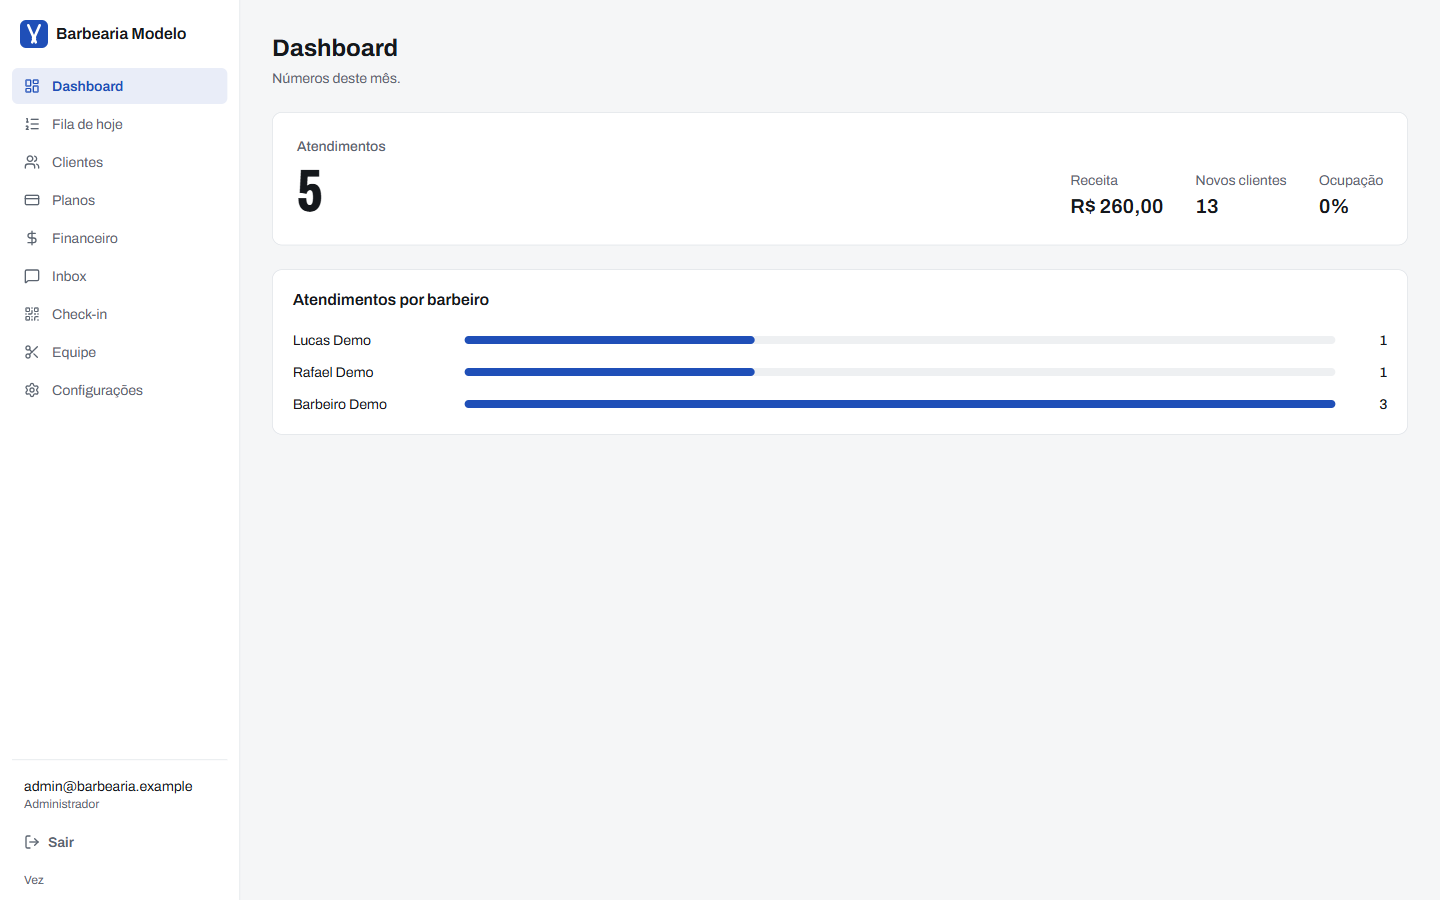 Barbearia Modelo
Dashboard
Fila de hoje
Clientes
Planos
Financeiro
Inbox
Check-in
Equipe
Configurações
admin@barbearia.example
Administrador
Sair
Vez
Dashboard
Números deste mês.
Atendimentos
5
Receita
R$ 260,00
Novos clientes
13
Ocupação
0%
Atendimentos por barbeiro
Lucas Demo 1
Rafael Demo 1
Barbeiro Demo 3